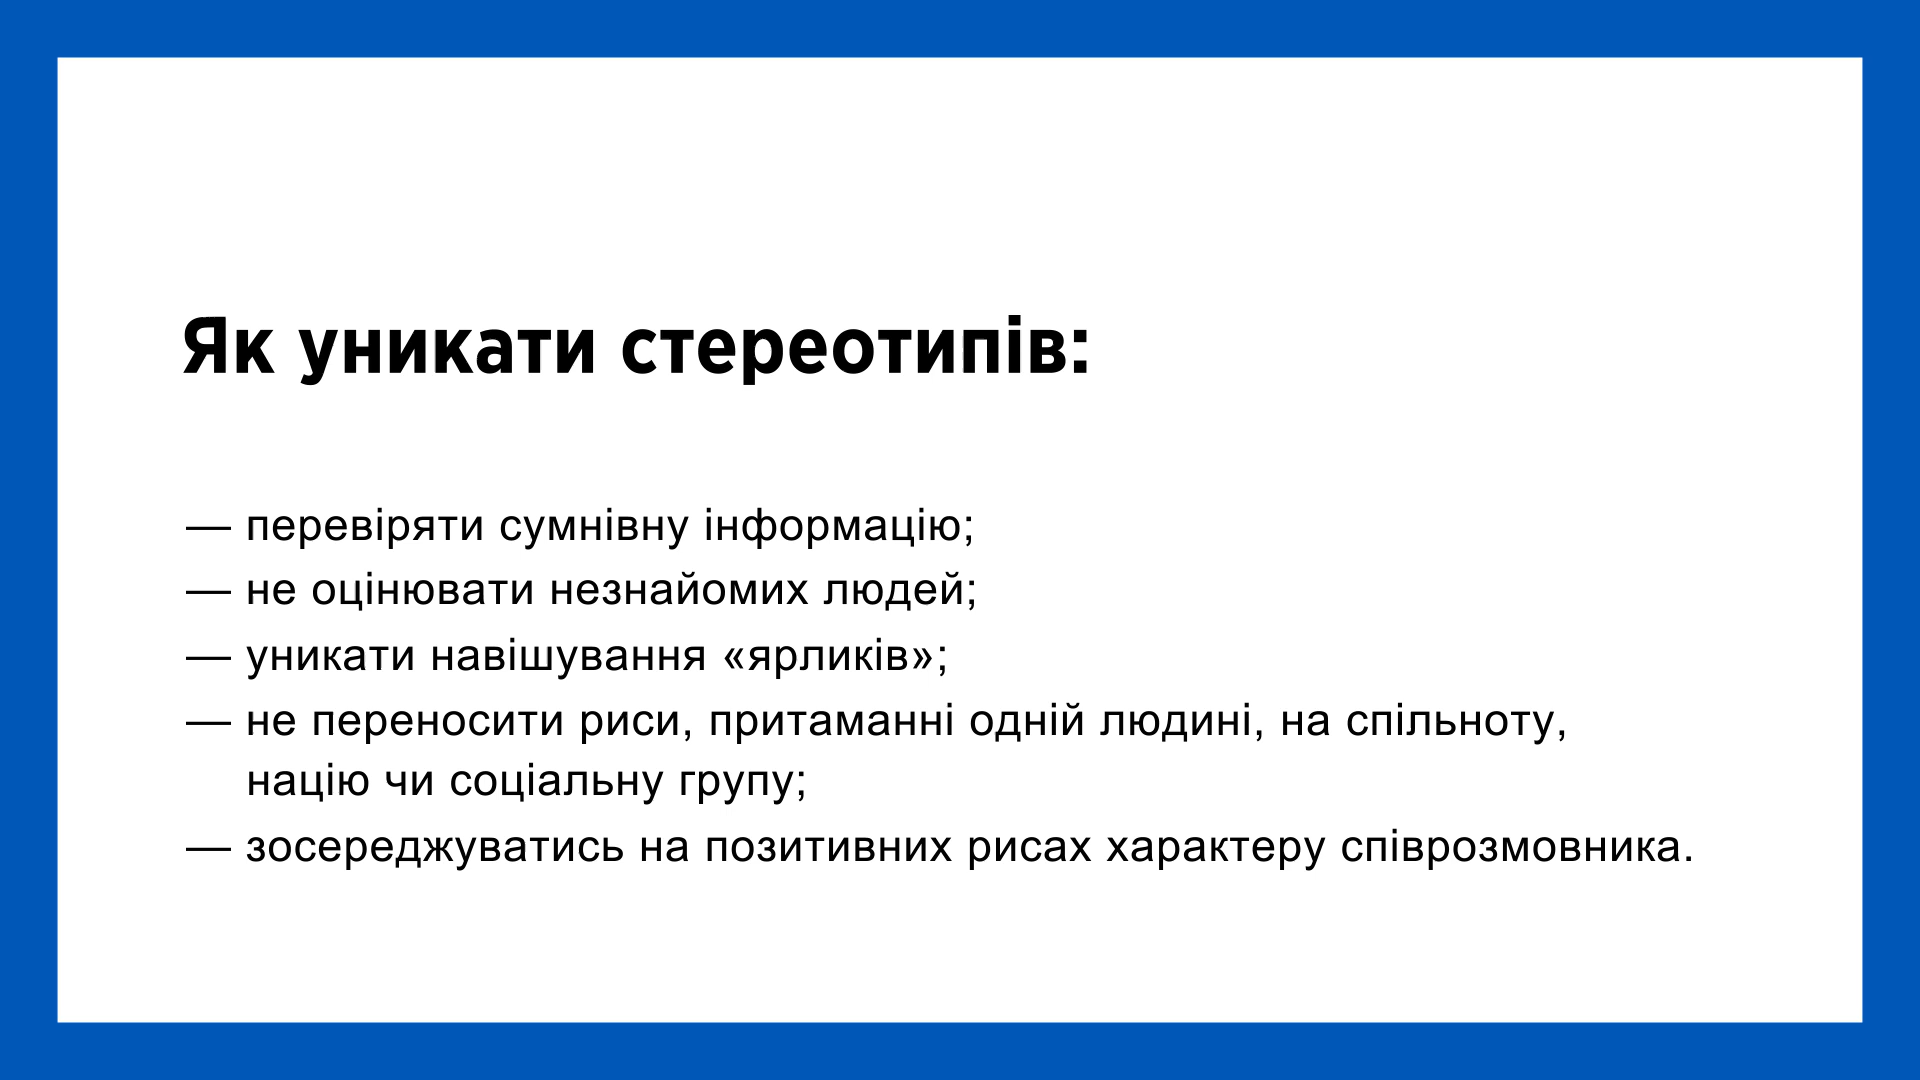 Як уникати стереотипів:
— перевіряти сумнівну інформацію;
— не оцінювати незнайомих людей;
— уникати навішування «ярликів»;
— не переносити риси, притаманні одній людині, на спільноту,
націю чи соціальну групу;
— зосереджуватись на позитивних рисах характеру співрозмовника.